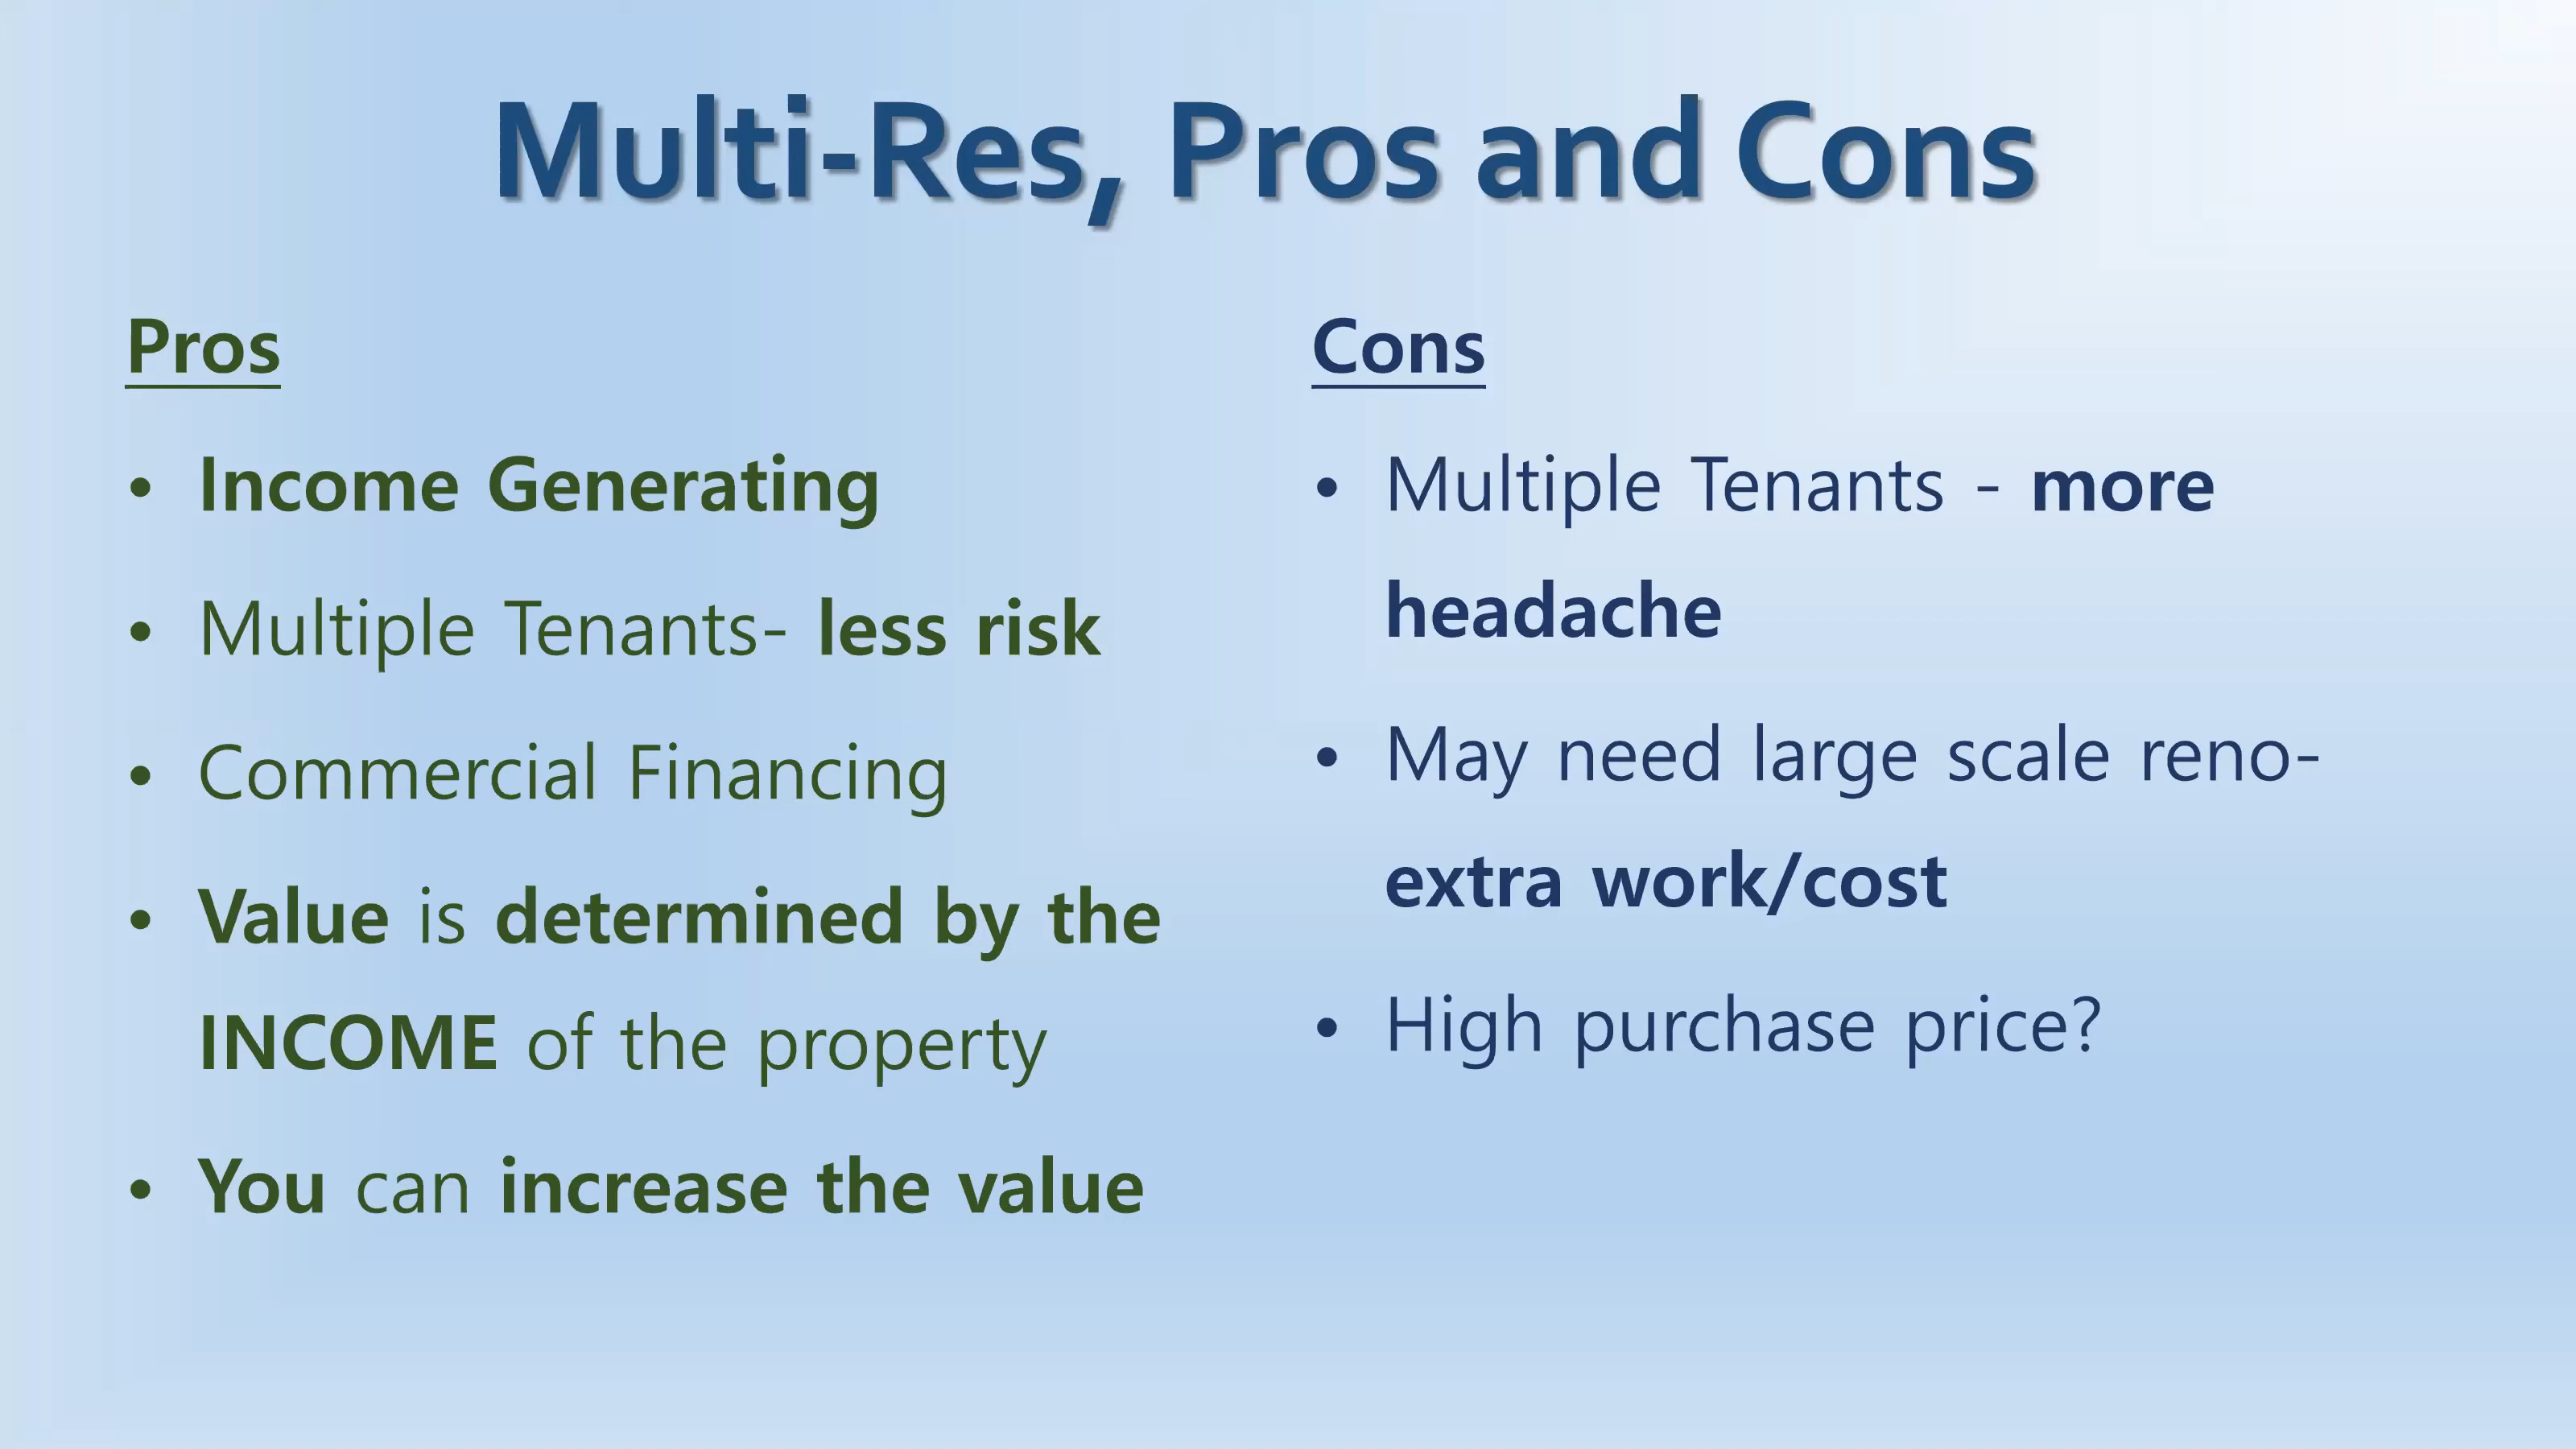 Multi-Res, Pros and Cons
Pros
• Income Generating
• Multiple Tenants- less risk
• Commercial Financing
• Value is determined by the
INCOME of the property
• You can increase the value
Cons
• Multiple Tenants - more
headache
• May need large scale reno-
extra work/cost
• High purchase price?